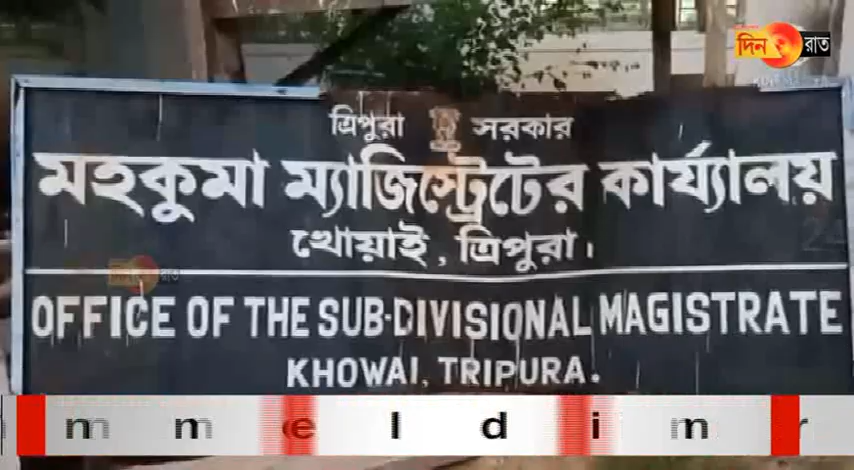 দিন রাত
ত্রিপুরা সরকার
মহকুমা ম্যাজিস্ট্রেটের কার্য্যালয়
খোয়াই, ত্রিপুরা।
OFFICE OF THE SUB-DIVISIONAL MAGISTRATE
KHOWAI, TRIPURA.